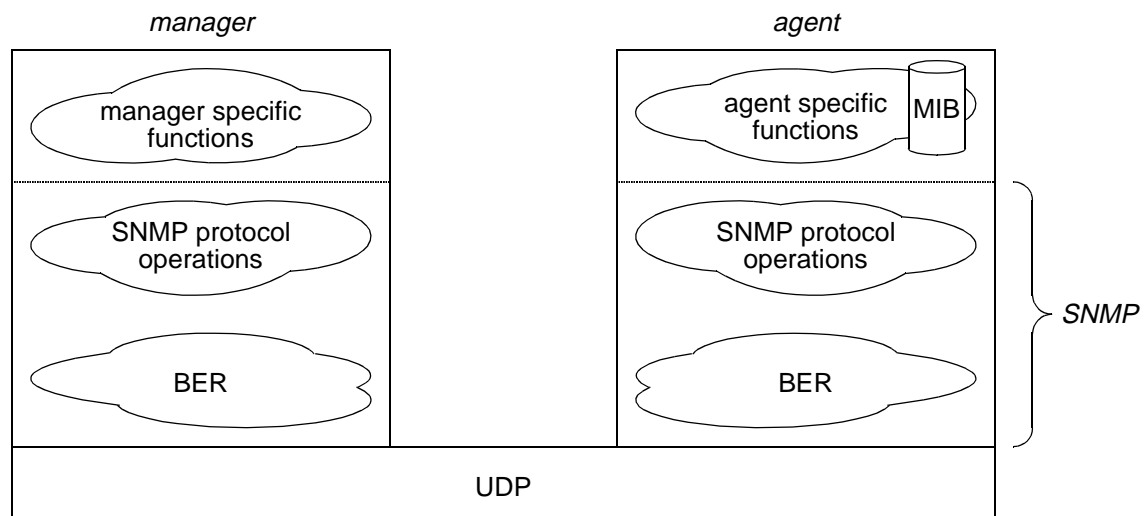 manager
agent
manager specific
functions
agent specific
functions
MIB
SNMP protocol
operations
SNMP protocol
operations
SNMP
BER
BER
UDP